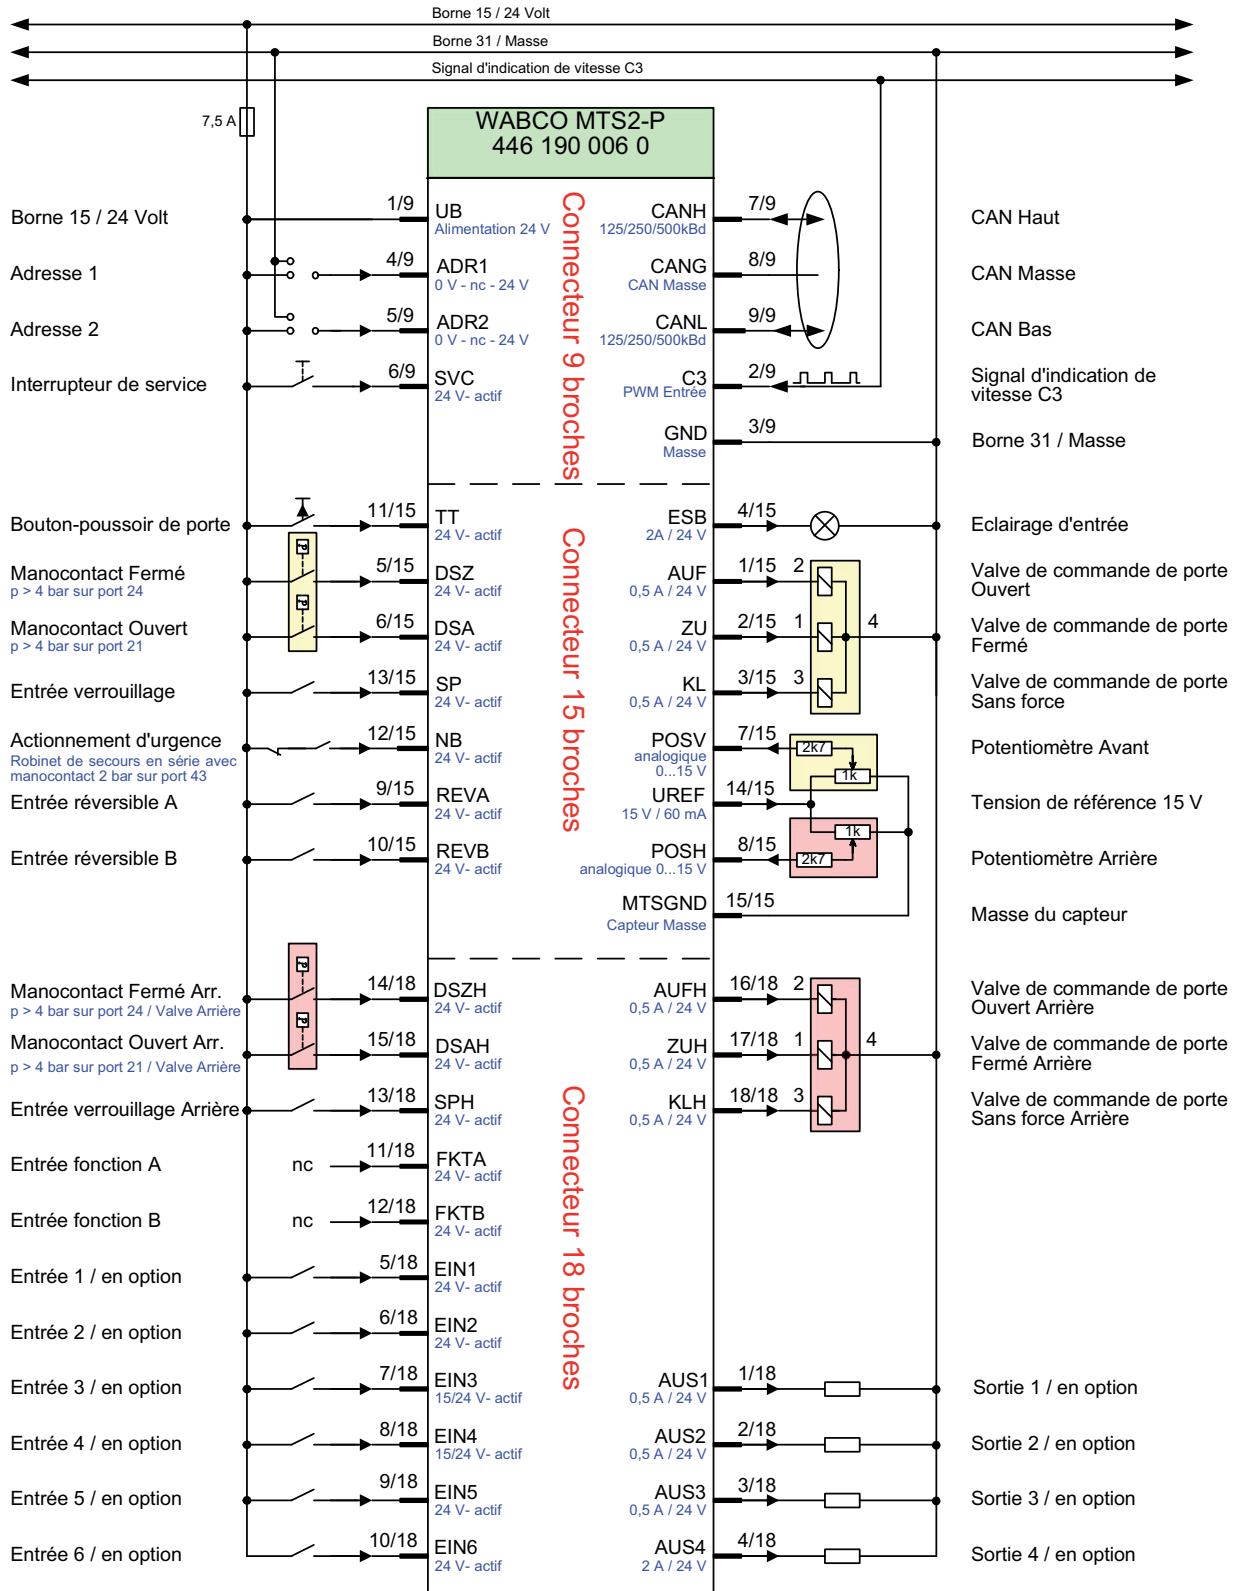 Borne 15 / 24 Volt
Borne 31 / Masse
Signal d'indication de vitesse C3
7,5 A
WABCO MTS2-P
446 190 006 0
Connecteur 9 broches
Borne 15 / 24 Volt
1/9
UB
Alimentation 24 V
CANH
125/250/500kBd
7/9
CAN Haut
Adresse 1
4/9
ADR1
0 V - nc - 24 V
CANG
CAN Masse
8/9
CAN Masse
Adresse 2
5/9
ADR2
0 V - nc - 24 V
CANL
125/250/500kBd
9/9
CAN Bas
Interrupteur de service
6/9
SVC
24 V- actif
C3
PWM Entrée
2/9
Signal d'indication de
vitesse C3
GND
Masse
3/9
Borne 31 / Masse
Connecteur 15 broches
Bouton-poussoir de porte
11/15
TT
24 V- actif
ESB
2A / 24 V
4/15
Eclairage d'entrée
Manocontact Fermé
p > 4 bar sur port 24
P
5/15
DSZ
24 V- actif
AUF
0,5 A / 24 V
1/15
2
Valve de commande de porte
Ouvert
Manocontact Ouvert
p > 4 bar sur port 21
P
6/15
DSA
24 V- actif
ZU
0,5 A / 24 V
2/15
1
4
Valve de commande de porte
Fermé
Entrée verrouillage
13/15
SP
24 V- actif
KL
0,5 A / 24 V
3/15
3
Valve de commande de porte
Sans force
Actionnement d'urgence
Robinet de secours en série avec
manocontact 2 bar sur port 43
12/15
NB
24 V- actif
POSV
analogique
0...15 V
7/15
2k7
1k
Potentiomètre Avant
Entrée réversible A
9/15
REVA
24 V- actif
UREF
15 V / 60 mA
14/15
Tension de référence 15 V
Entrée réversible B
10/15
REVB
24 V- actif
POSH
analogique 0...15 V
8/15
1k
2k7
Potentiomètre Arrière
MTSGND
Capteur Masse
15/15
Masse du capteur
Connecteur 18 broches
Manocontact Fermé Arr.
p > 4 bar sur port 24 / Valve Arrière
P
14/18
DSZH
24 V- actif
AUFH
0,5 A / 24 V
16/18
2
Valve de commande de porte
Ouvert Arrière
Manocontact Ouvert Arr.
p > 4 bar sur port 21 / Valve Arrière
P
15/18
DSAH
24 V- actif
ZUH
0,5 A / 24 V
17/18
1
4
Valve de commande de porte
Fermé Arrière
Entrée verrouillage Arrière
13/18
SPH
24 V- actif
KLH
0,5 A / 24 V
18/18
3
Valve de commande de porte
Sans force Arrière
Entrée fonction A
nc
11/18
FKTA
24 V- actif
Entrée fonction B
nc
12/18
FKTB
24 V- actif
Entrée 1 / en option
5/18
EIN1
24 V- actif
Entrée 2 / en option
6/18
EIN2
24 V- actif
Entrée 3 / en option
7/18
EIN3
15/24 V- actif
AUS1
0,5 A / 24 V
1/18
Sortie 1 / en option
Entrée 4 / en option
8/18
EIN4
15/24 V- actif
AUS2
0,5 A / 24 V
2/18
Sortie 2 / en option
Entrée 5 / en option
9/18
EIN5
24 V- actif
AUS3
0,5 A / 24 V
3/18
Sortie 3 / en option
Entrée 6 / en option
10/18
EIN6
24 V- actif
AUS4
2 A / 24 V
4/18
Sortie 4 / en option